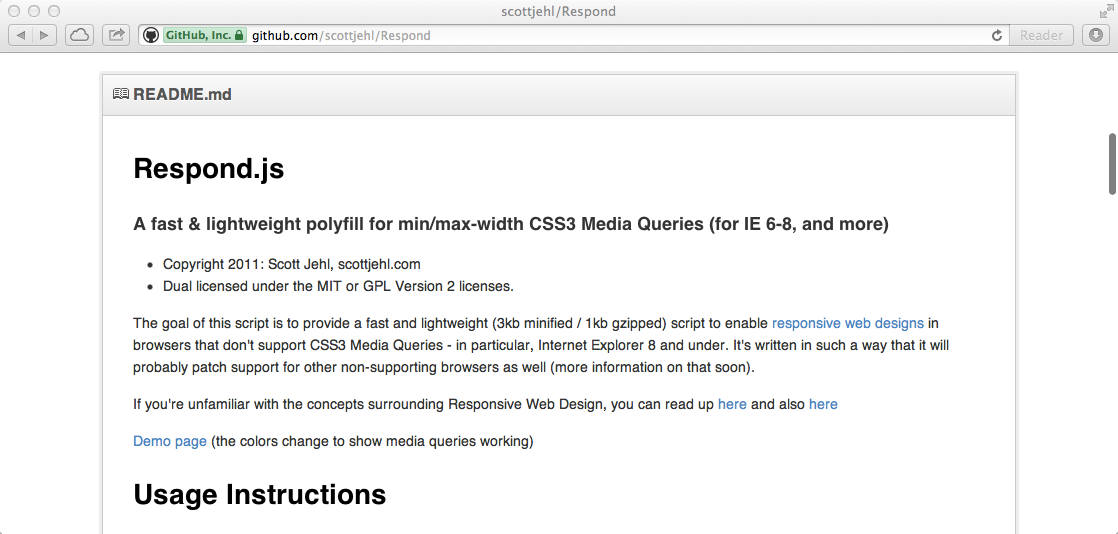 scottjehl/Respond
GitHub, Inc. github.com/scottjehl/Respond Reader
README.md
Respond.js
A fast & lightweight polyfill for min/max-width CSS3 Media Queries (for IE 6-8, and more)
• Copyright 2011: Scott Jehl, scottjehl.com
• Dual licensed under the MIT or GPL Version 2 licenses.
The goal of this script is to provide a fast and lightweight (3kb minified / 1kb gzipped) script to enable responsive web designs in
browsers that don't support CSS3 Media Queries - in particular, Internet Explorer 8 and under. It's written in such a way that it will
probably patch support for other non-supporting browsers as well (more information on that soon).
If you're unfamiliar with the concepts surrounding Responsive Web Design, you can read up here and also here
Demo page (the colors change to show media queries working)
Usage Instructions